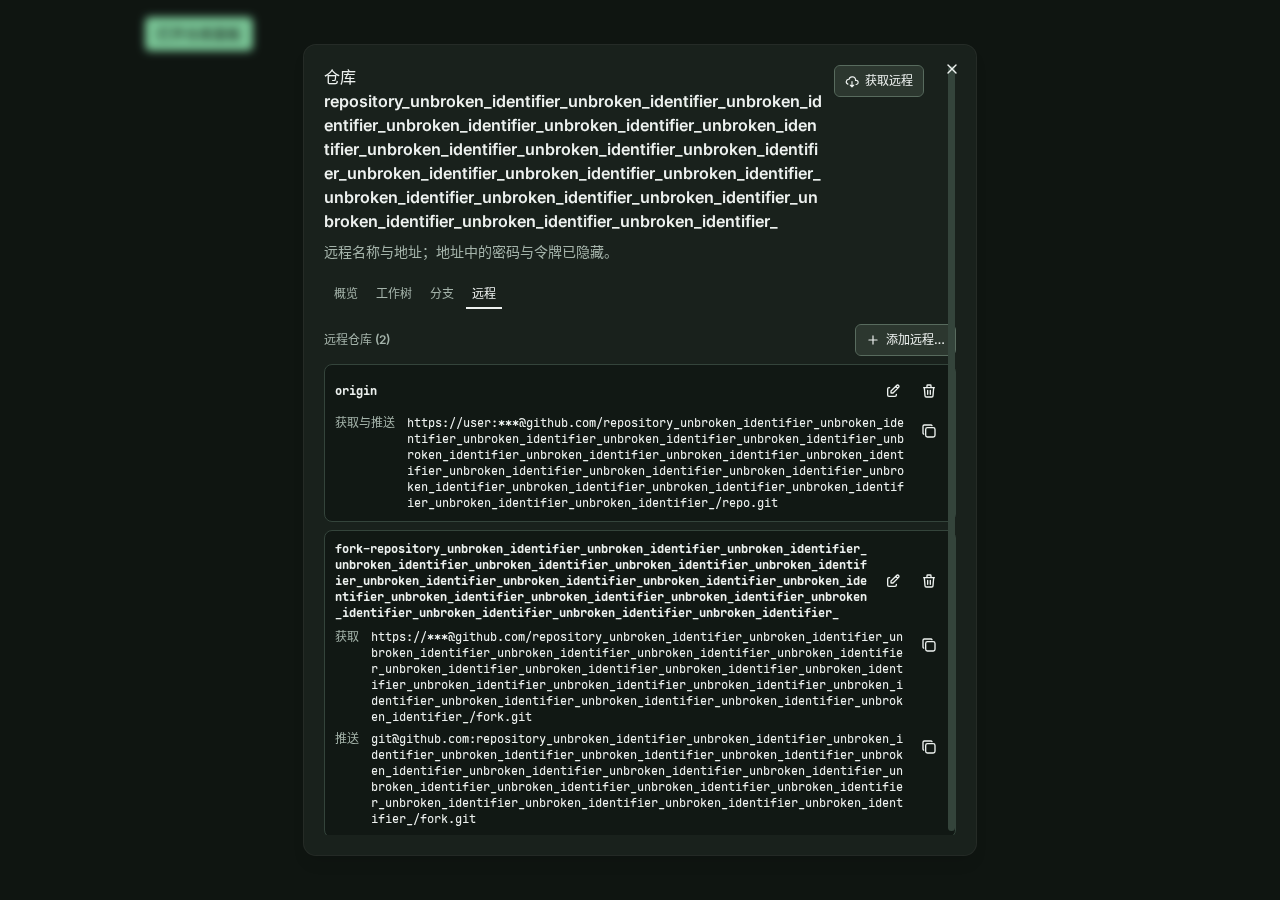 仓库
repository_unbroken_identifier_unbroken_identifier_unbroken_id
entifier_unbroken_identifier_unbroken_identifier_unbroken_iden
tifier_unbroken_identifier_unbroken_identifier_unbroken_identifi
er_unbroken_identifier_unbroken_identifier_unbroken_identifier_
unbroken_identifier_unbroken_identifier_unbroken_identifier_un
broken_identifier_unbroken_identifier_unbroken_identifier_
获取远程
远程名称与地址；地址中的密码与令牌已隐藏。
概览 工作树 分支 远程
远程仓库 (2)
添加远程…
origin
获取与推送
https://user:***@github.com/repository_unbroken_identifier_unbroken_ide
ntifier_unbroken_identifier_unbroken_identifier_unbroken_identifier_unb
roken_identifier_unbroken_identifier_unbroken_identifier_unbroken_ident
ifier_unbroken_identifier_unbroken_identifier_unbroken_identifier_unbro
ken_identifier_unbroken_identifier_unbroken_identifier_unbroken_identif
ier_unbroken_identifier_unbroken_identifier_/repo.git
fork-repository_unbroken_identifier_unbroken_identifier_unbroken_identifier_
unbroken_identifier_unbroken_identifier_unbroken_identifier_unbroken_identif
ier_unbroken_identifier_unbroken_identifier_unbroken_identifier_unbroken_ide
ntifier_unbroken_identifier_unbroken_identifier_unbroken_identifier_unbroken
_identifier_unbroken_identifier_unbroken_identifier_unbroken_identifier_
获取
https://***@github.com/repository_unbroken_identifier_unbroken_identifier_un
broken_identifier_unbroken_identifier_unbroken_identifier_unbroken_identifie
r_unbroken_identifier_unbroken_identifier_unbroken_identifier_unbroken_ident
ifier_unbroken_identifier_unbroken_identifier_unbroken_identifier_unbroken_i
dentifier_unbroken_identifier_unbroken_identifier_unbroken_identifier_unbrok
en_identifier_/fork.git
推送
git@github.com:repository_unbroken_identifier_unbroken_identifier_unbroken_i
dentifier_unbroken_identifier_unbroken_identifier_unbroken_identifier_unbrok
en_identifier_unbroken_identifier_unbroken_identifier_unbroken_identifier_un
broken_identifier_unbroken_identifier_unbroken_identifier_unbroken_identifie
r_unbroken_identifier_unbroken_identifier_unbroken_identifier_unbroken_ident
ifier_/fork.git